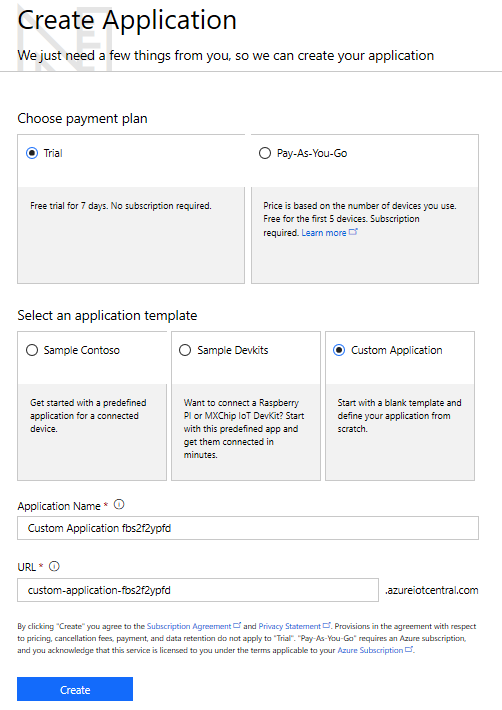 Create Application
We just need a few things from you, so we can create your application
Choose payment plan
Trial
Pay-As-You-Go
Free trial for 7 days. No subscription required.
Price is based on the number of devices you use.
Free for the first 5 devices. Subscription
required. Learn more
Select an application template
Sample Contoso
Sample Devkits
Custom Application
Get started with a predefined
application for a connected
device.
Want to connect a Raspberry
PI or MXChip IoT DevKit? Start
with this predefined app and
get them connected in
minutes.
Start with a blank template and
define your application from
scratch.
Application Name *
Custom Application fbs2f2ypfd
URL *
custom-application-fbs2f2ypfd
.azureiotcentral.com
By clicking "Create" you agree to the Subscription Agreement and Privacy Statement. Provisions in the agreement with respect
to pricing, cancellation fees, payment, and data retention do not apply to "Trial". "Pay-As-You-Go" requires an Azure subscription,
and you acknowledge that this service is licensed to you under the terms applicable to your Azure Subscription.
Create